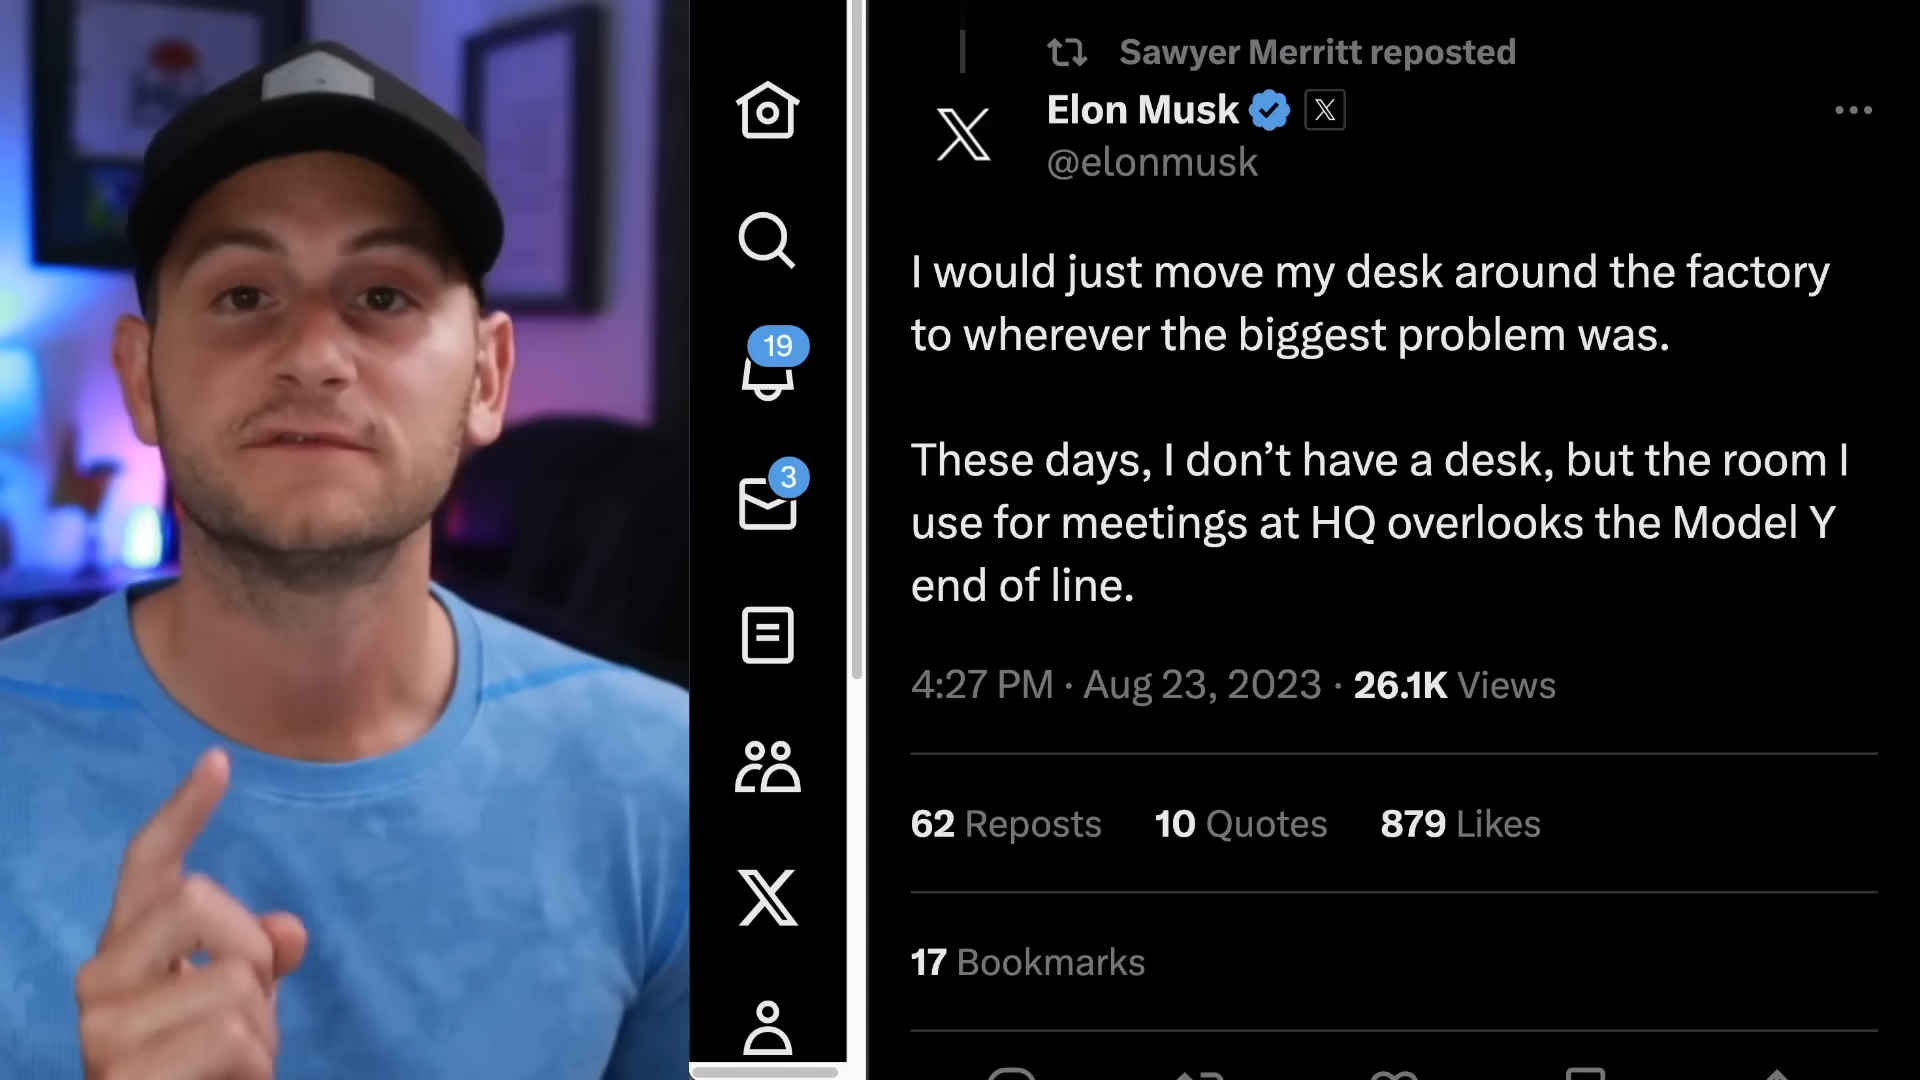 Sawyer Merritt reposted
Elon Musk
@elonmusk
19
3
I would just move my desk around the factory
to wherever the biggest problem was.
These days, I don’t have a desk, but the room I
use for meetings at HQ overlooks the Model Y
end of line.
4:27 PM · Aug 23, 2023 · 26.1K Views
62 Reposts 10 Quotes 879 Likes
17 Bookmarks